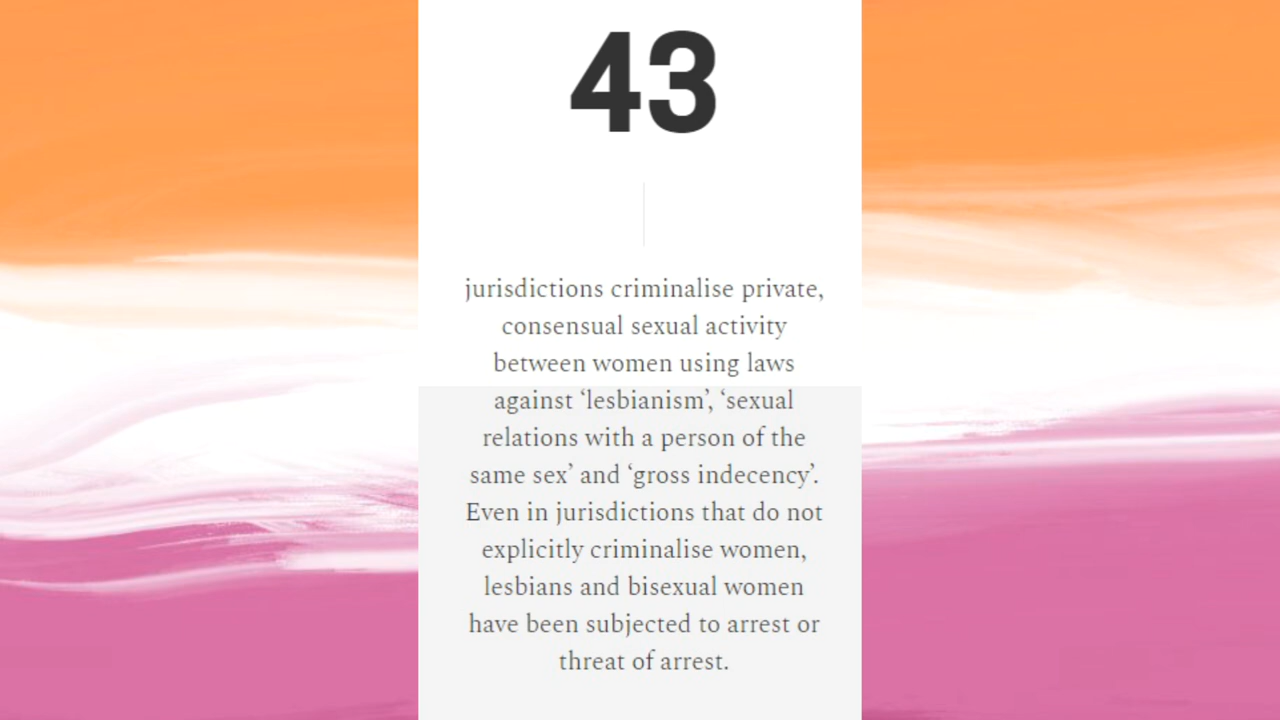 43
jurisdictions criminalise private,
consensual sexual activity
between women using laws
against ‘lesbianism’, ‘sexual
relations with a person of the
same sex’ and ‘gross indecency’.
Even in jurisdictions that do not
explicitly criminalise women,
lesbians and bisexual women
have been subjected to arrest or
threat of arrest.